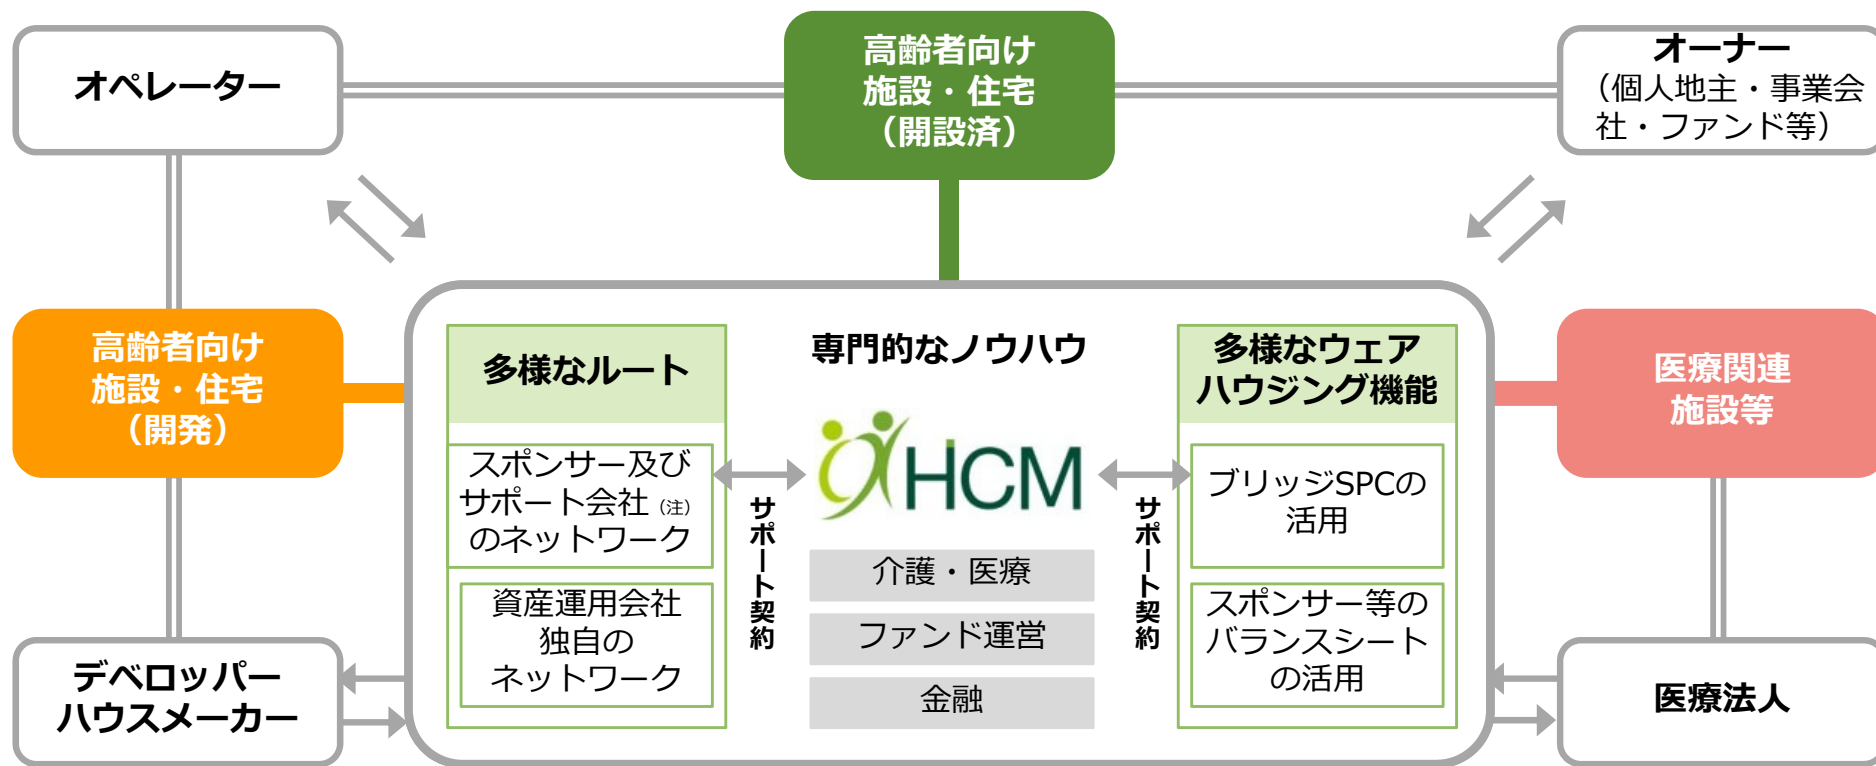 オペレーター
高齢者向け
施設・住宅
（開設済）
オーナー
（個人地主・事業会
社・ファンド等）
高齢者向け
施設・住宅
（開発）
多様なルート
スポンサー及び
サポート会社（注）
のネットワーク
資産運用会社
独自の
ネットワーク
サポート契約
専門的なノウハウ
HCM
介護・医療
ファンド運営
金融
サポート契約
多様なウェア
ハウジング機能
ブリッジSPCの
活用
スポンサー等の
バランスシート
の活用
医療関連
施設等
デベロッパー
ハウスメーカー
医療法人